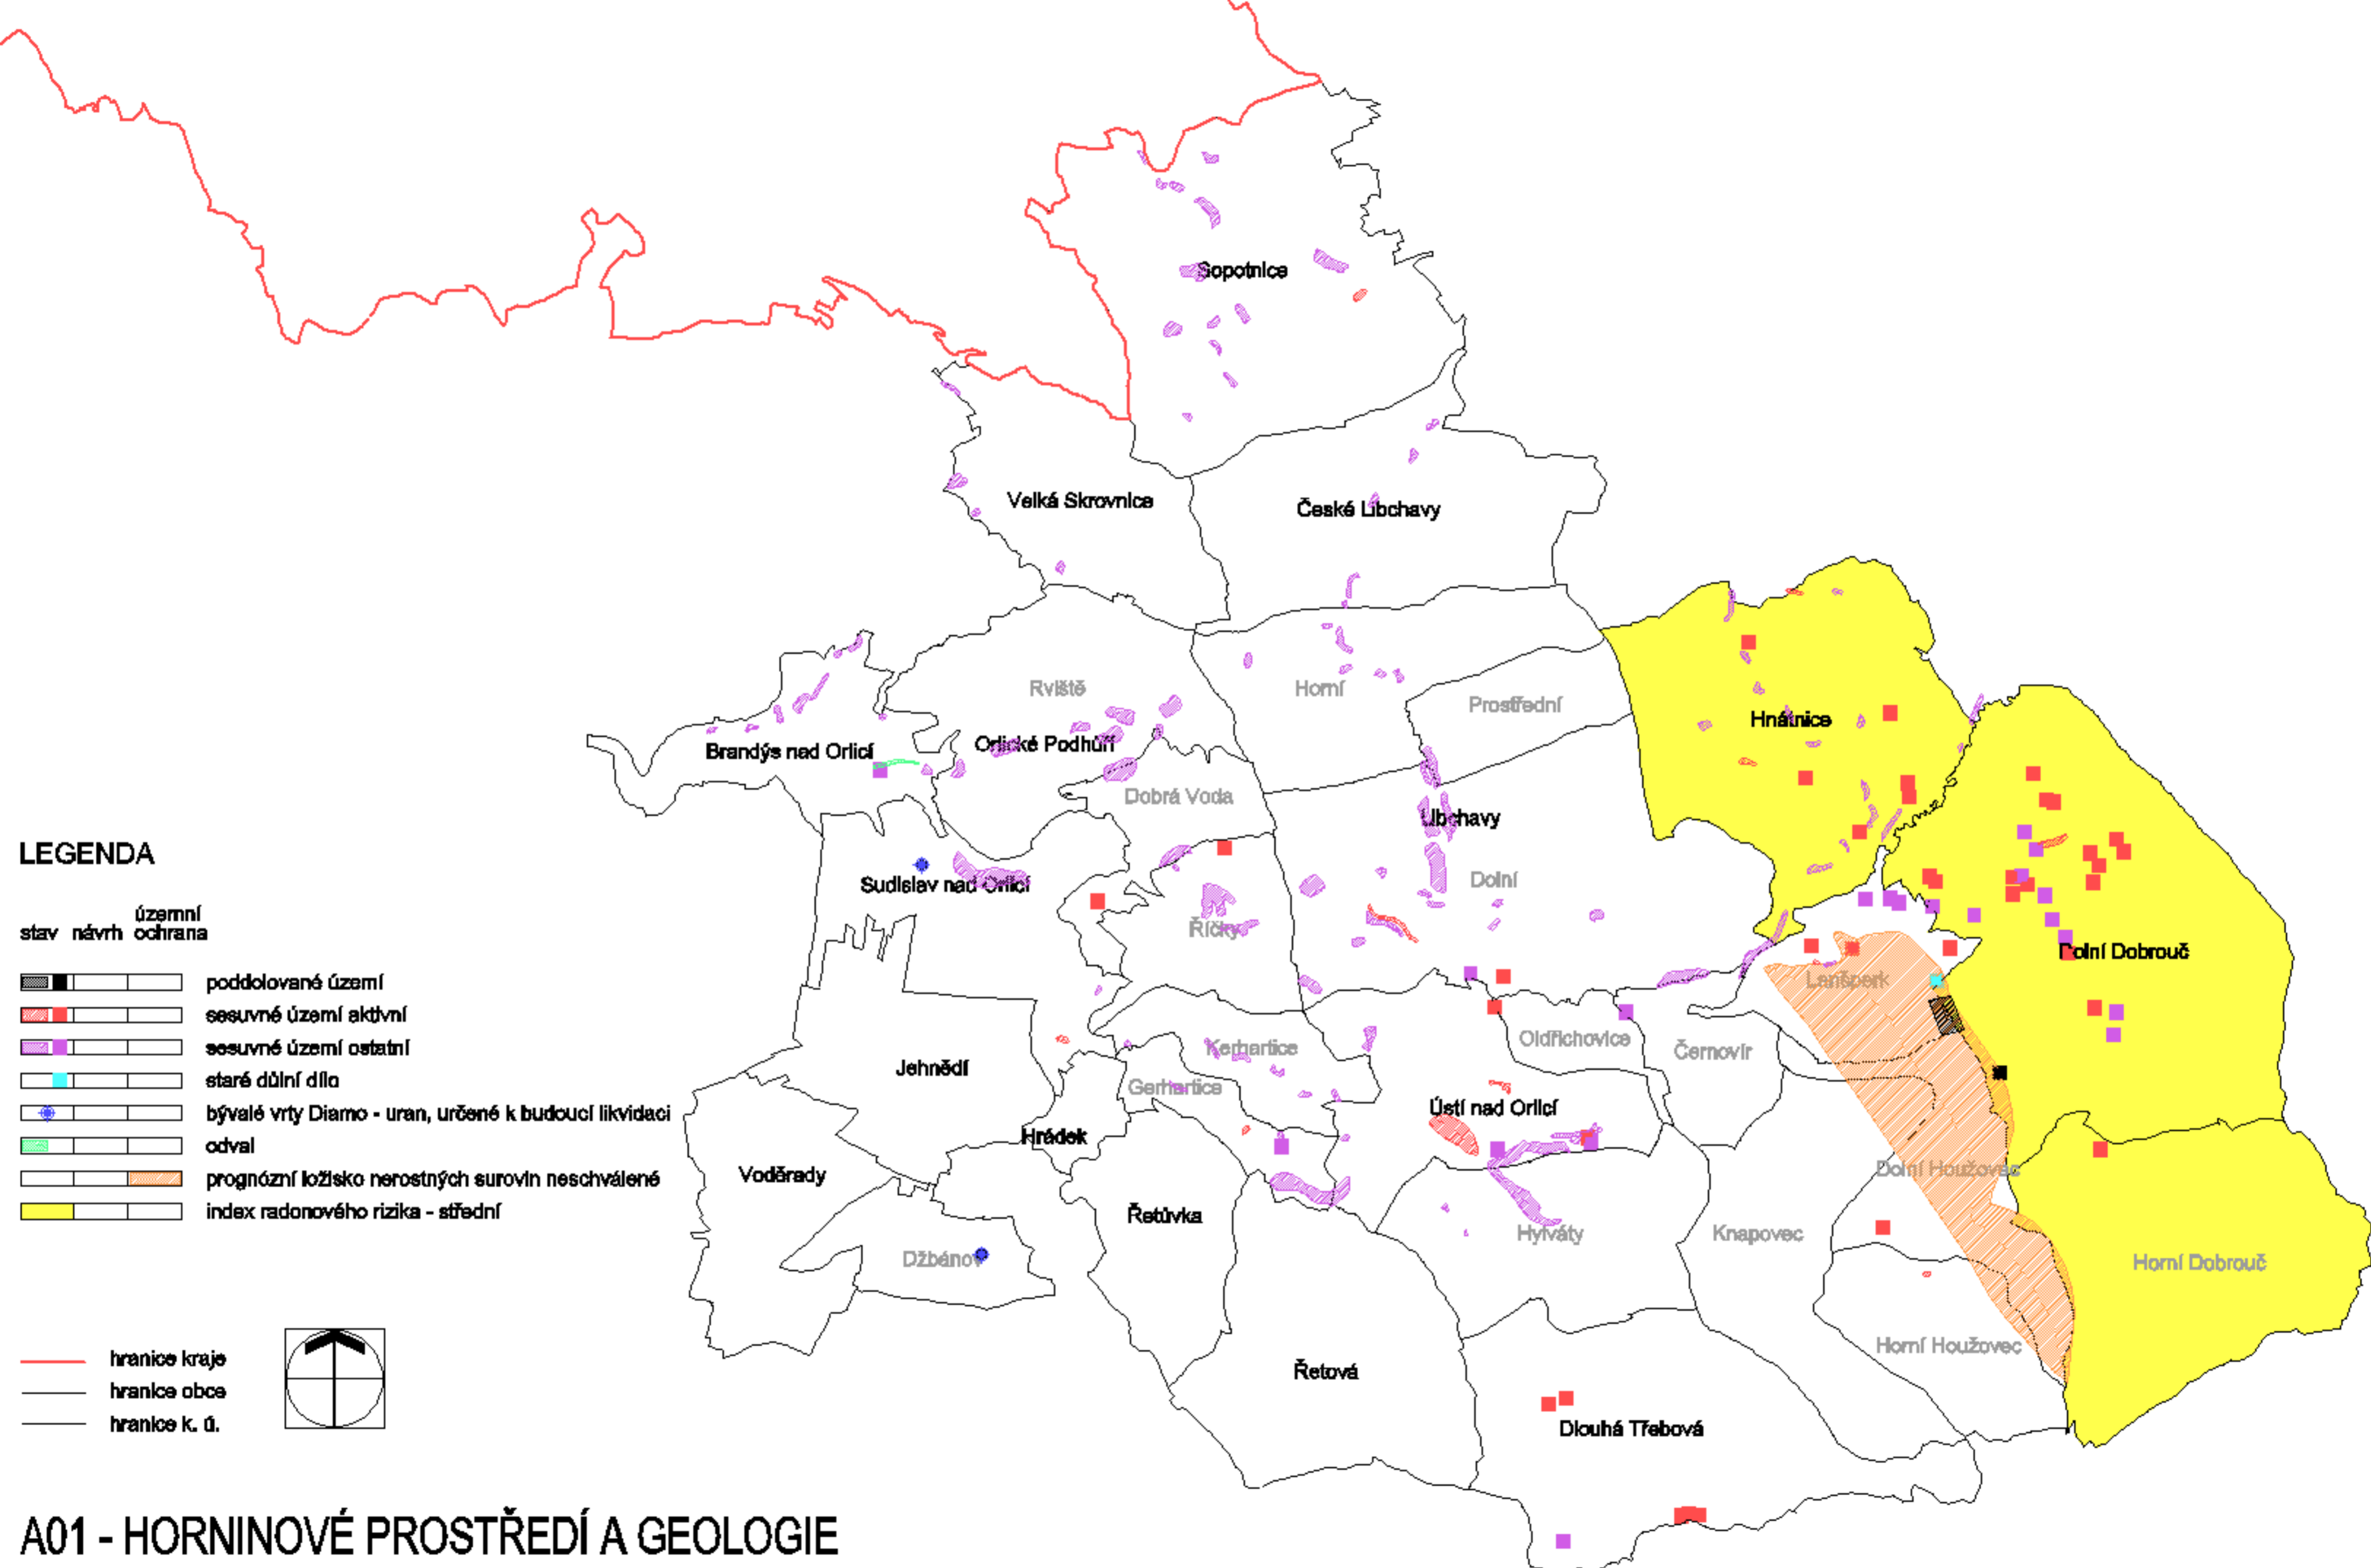 Sopotnice
Velká Skrovnice
České Libchavy
Rviště
Horní
Prostřední
Hnátnice
Brandýs nad Orlicí
Orlické Podhůří
Dobrá Voda
Libchavy
LEGENDA
Sudislav nad Orlicí
Dolní
územní
stav návrh ochrana
Říčky
Dolní Dobrouč
poddolované území
Lanšperk
sesuvné území aktivní
Oldřichovice
sesuvné území ostatní
Kerhartice
Černovír
Jehnědí
staré důlní dílo
Gerhartice
bývalé vrty Diamo - uran, určené k budoucí likvidaci
Ústí nad Orlicí
odval
Hrádek
prognózní ložisko nerostných surovin neschválené
Voděrady
Dolní Houžovec
index radonového rizika - střední
Řetůvka
Hylváty
Knapovec
Džbánov
Horní Dobrouč
Horní Houžovec
hranice kraje
Řetová
hranice obce
hranice k. ú.
Dlouhá Třebová
A01 - HORNINOVÉ PROSTŘEDÍ A GEOLOGIE